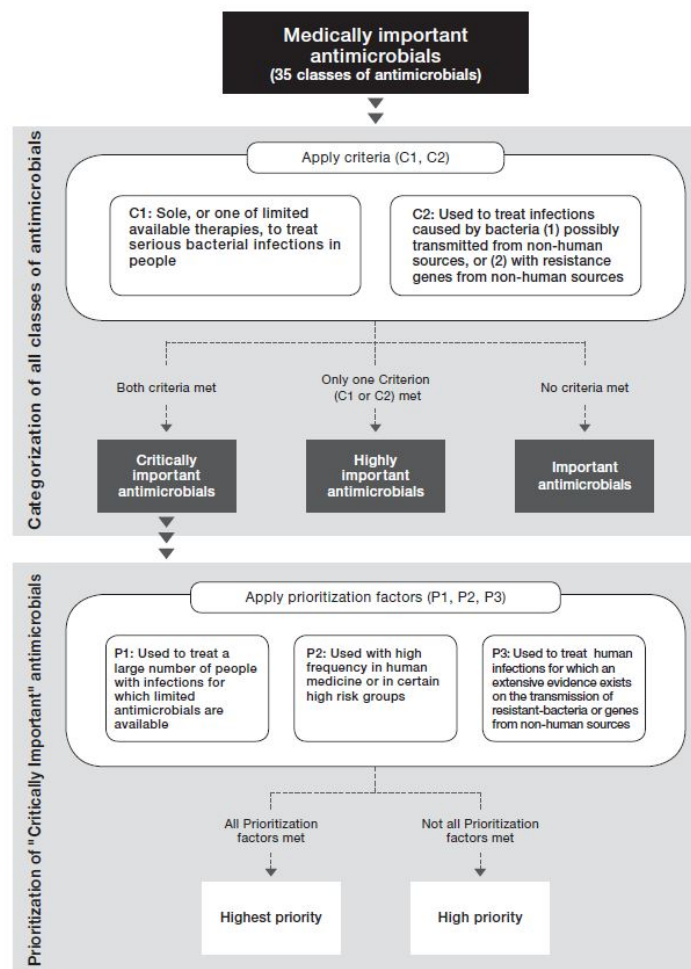 Medically important
antimicrobials
(35 classes of antimicrobials)
Categorization of all classes of antimicrobials
Apply criteria (C1, C2)
C1: Sole, or one of limited
available therapies, to treat
serious bacterial infections in
people
C2: Used to treat infections
caused by bacteria (1) possibly
transmitted from non-human
sources, or (2) with resistance
genes from non-human sources
Both criteria met
Only one Criterion
(C1 or C2) met
No criteria met
Critically
important
antimicrobials
Highly
important
antimicrobials
Important
antimicrobials
Prioritization of "Critically Important" antimicrobials
Apply prioritization factors (P1, P2, P3)
P1: Used to treat a
large number of people
with infections for
which limited
antimicrobials are
available
P2: Used with high
frequency in human
medicine or in certain
high risk groups
P3: Used to treat human
infections for which an
extensive evidence exists
on the transmission of
resistant-bacteria or genes
from non-human sources
All Prioritization
factors met
Not all Prioritization
factors met
Highest priority
High priority